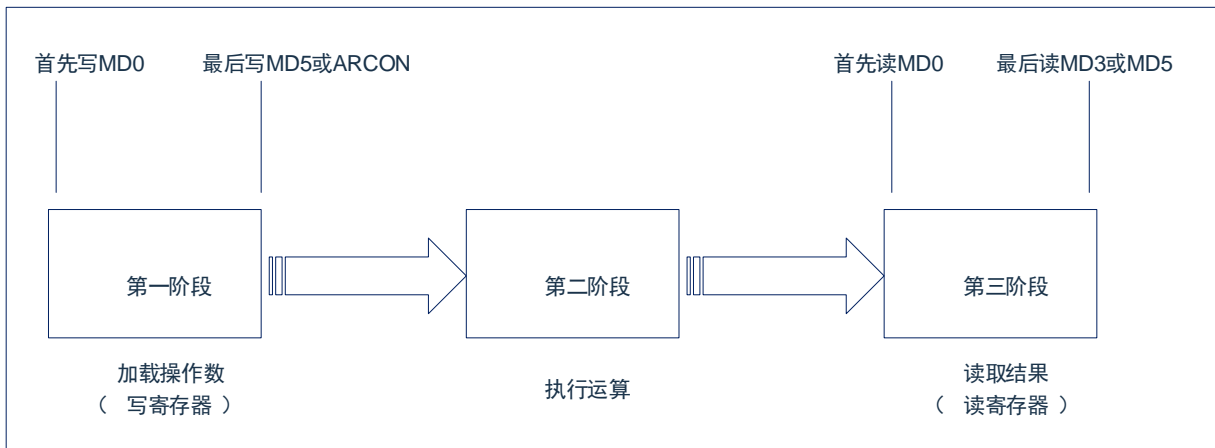 首先写MD0
最后写MD5或ARCON
首先读MD0
最后读MD3或MD5
第一阶段
第二阶段
第三阶段
加载操作数
（ 写寄存器 ）
执行运算
读取结果
（ 读寄存器 ）